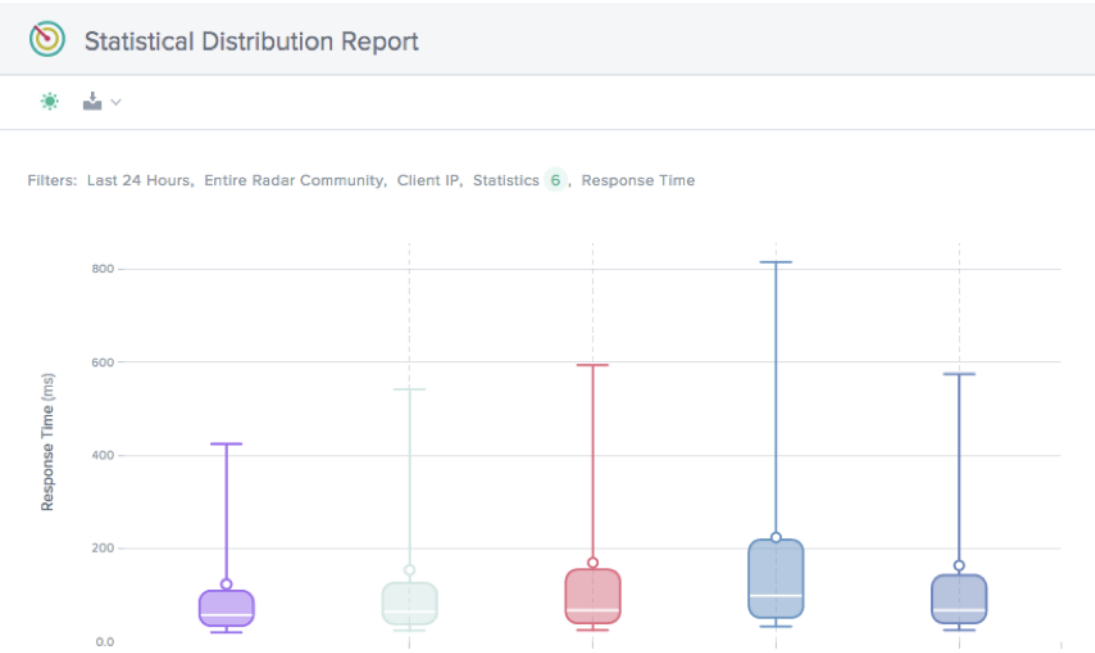 Statistical Distribution Report
Filters: Last 24 Hours, Entire Radar Community, Client IP, Statistics 6, Response Time
800
600
400
200
0.0
Response Time (ms)